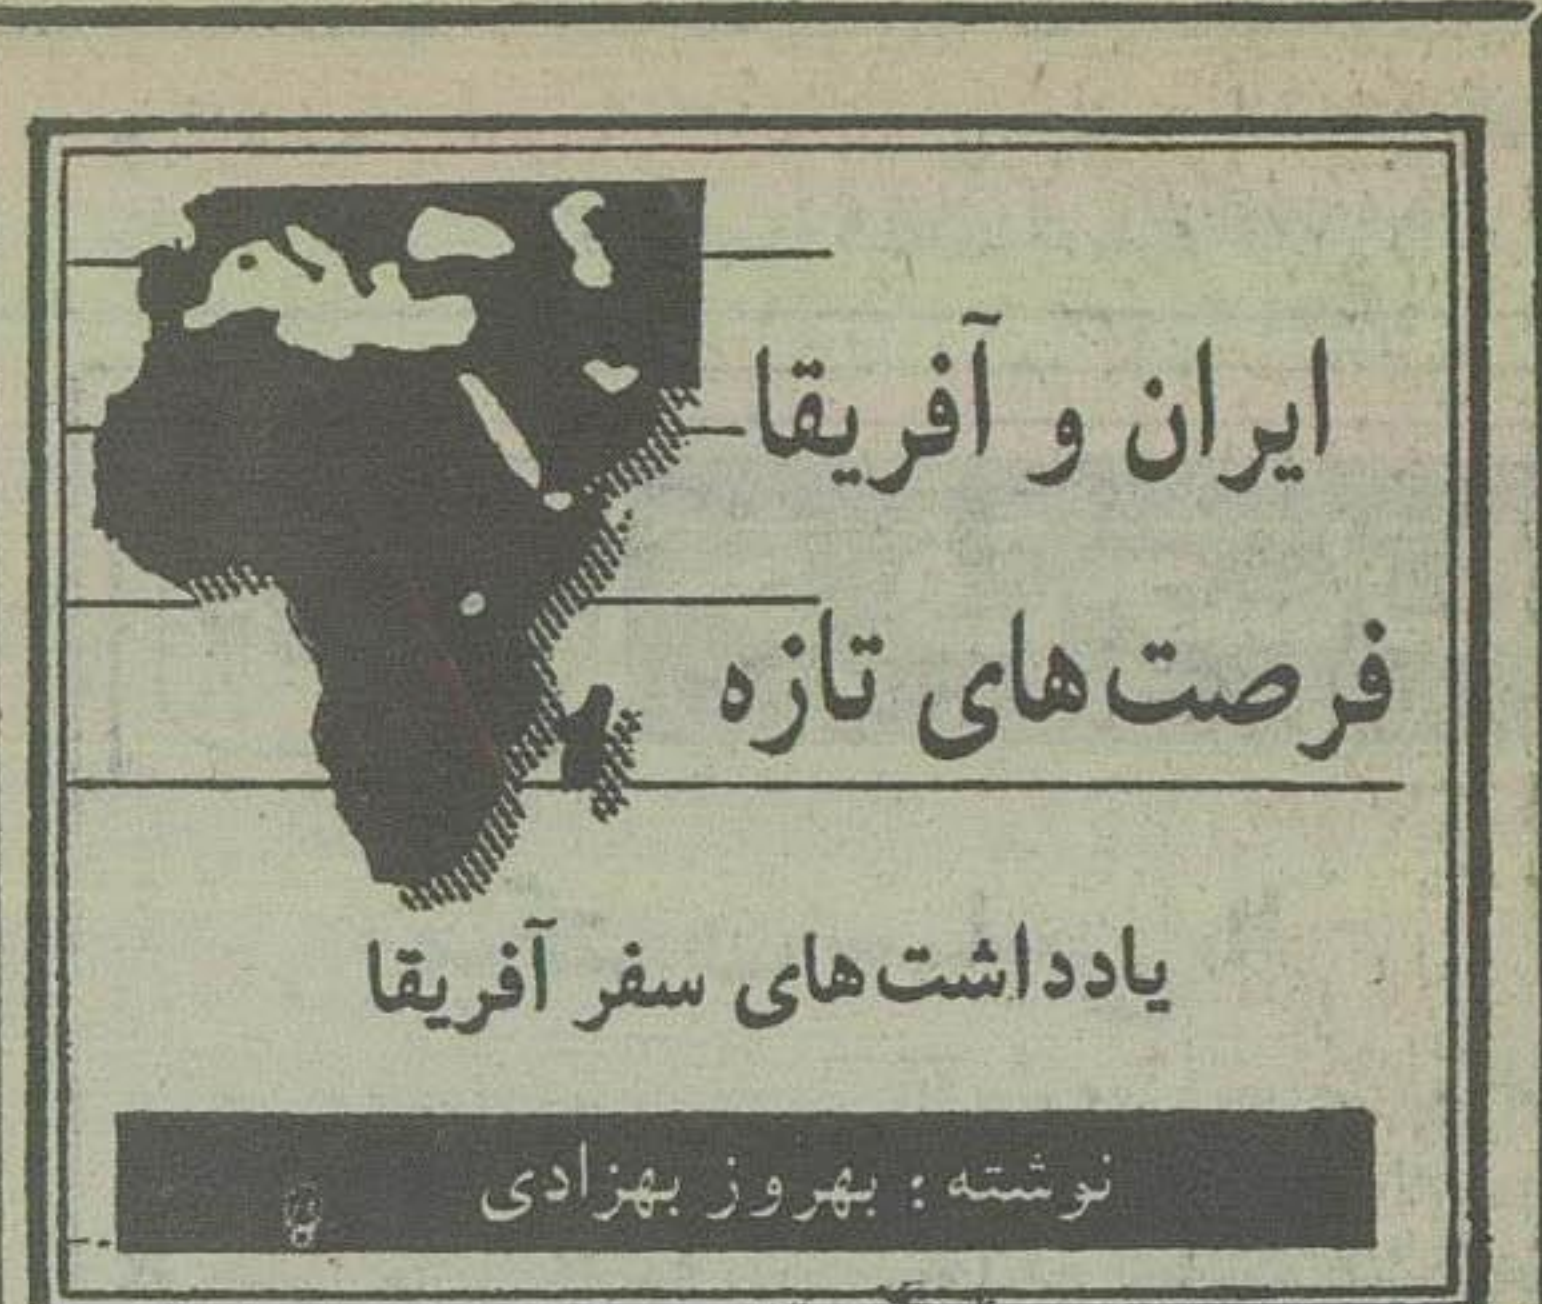 ایران و آفریقا
فرصت‌های تازه
یادداشت‌های سفر آفریقا
نوشته : بهروز بهزادی